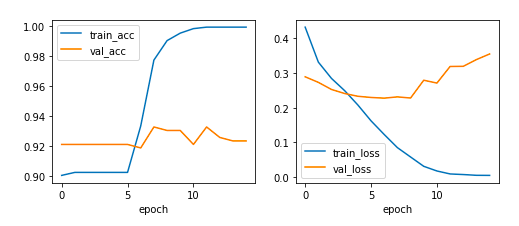 1.00
0.98
0.96
0.94
0.92
0.90
train_acc
val_acc
0
5
10
epoch
0.4
0.3
0.2
0.1
0.0
train_loss
val_loss
0
5
10
epoch